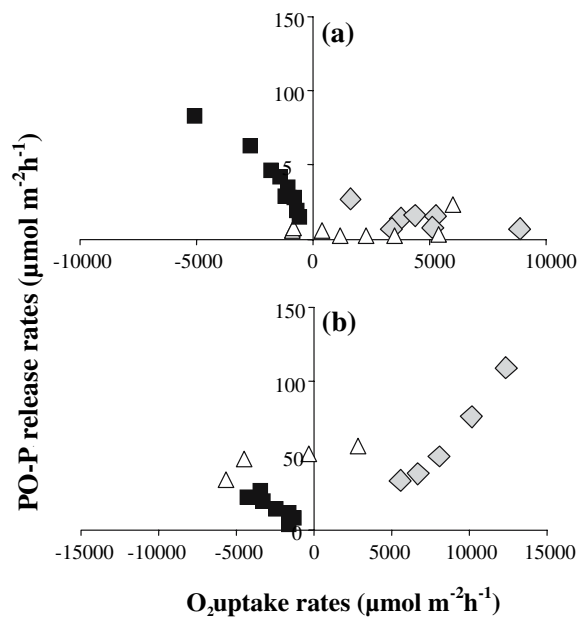 150
(a)
100
5
-10000 -5000 0 5000 10000
PO-P release rates (μmol m-2h-1)
150
(b)
100
50
0
-15000 -10000 -5000 0 5000 10000 15000
O2uptake rates (μmol m-2h-1)